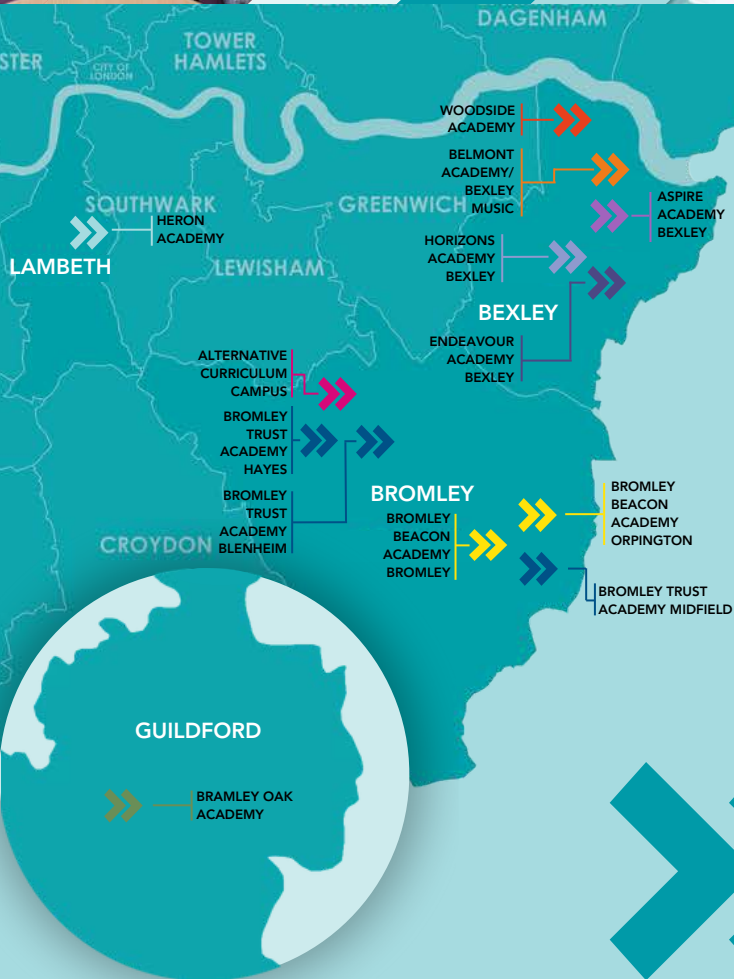 DAGENHAM
TOWER
HAMLETS
STER
CITY OF
LONDON
WOODSIDE
ACADEMY
BELMONT
ACADEMY/
BEXLEY
MUSIC
ASPIRE
ACADEMY
BEXLEY
SOUTHWARK
GREENWICH
HERON
ACADEMY
HORIZONS
ACADEMY
BEXLEY
LAMBETH
LEWISHAM
BEXLEY
ENDEAVOUR
ACADEMY
BEXLEY
ALTERNATIVE
CURRICULUM
CAMPUS
BROMLEY
TRUST
ACADEMY
HAYES
BROMLEY
TRUST
ACADEMY
BLENHEIM
BROMLEY
BROMLEY
BEACON
ACADEMY
BROMLEY
BROMLEY
BEACON
ACADEMY
ORPINGTON
CROYDON
BROMLEY TRUST
ACADEMY MIDFIELD
GUILDFORD
BRAMLEY OAK
ACADEMY